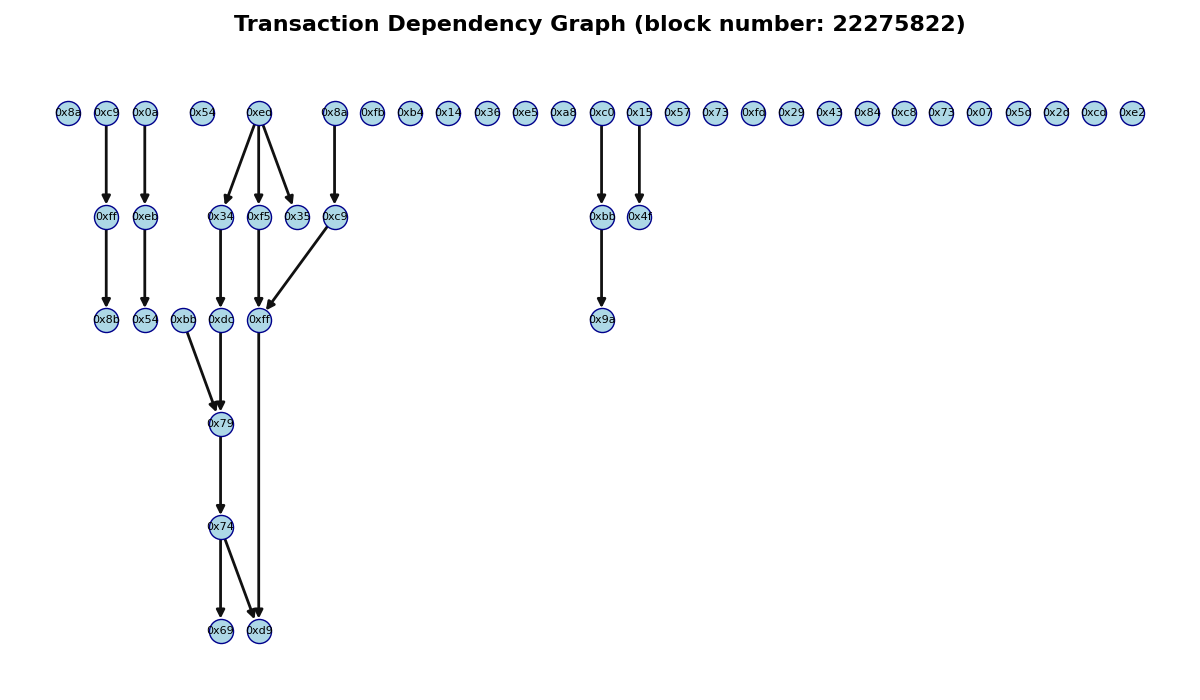 Transaction Dependency Graph (block number: 22275822)
0x8a 0xc9 0x0a 0x54 0xed 0x8a 0xfb 0xb4 0x14 0x36 0xe5 0xa8 0xc0 0x15 0x57 0x73 0xfd 0x29 0x43 0x84 0xc8 0x73 0x07 0x5d 0x2d 0xcd 0xe2
0xff 0xeb 0x34 0xf5 0x35 0xc9 0xbb 0x4f
0x8b 0x54 0xbb 0xdc 0xff 0x9a
0x79
0x74
0x69 0xd9